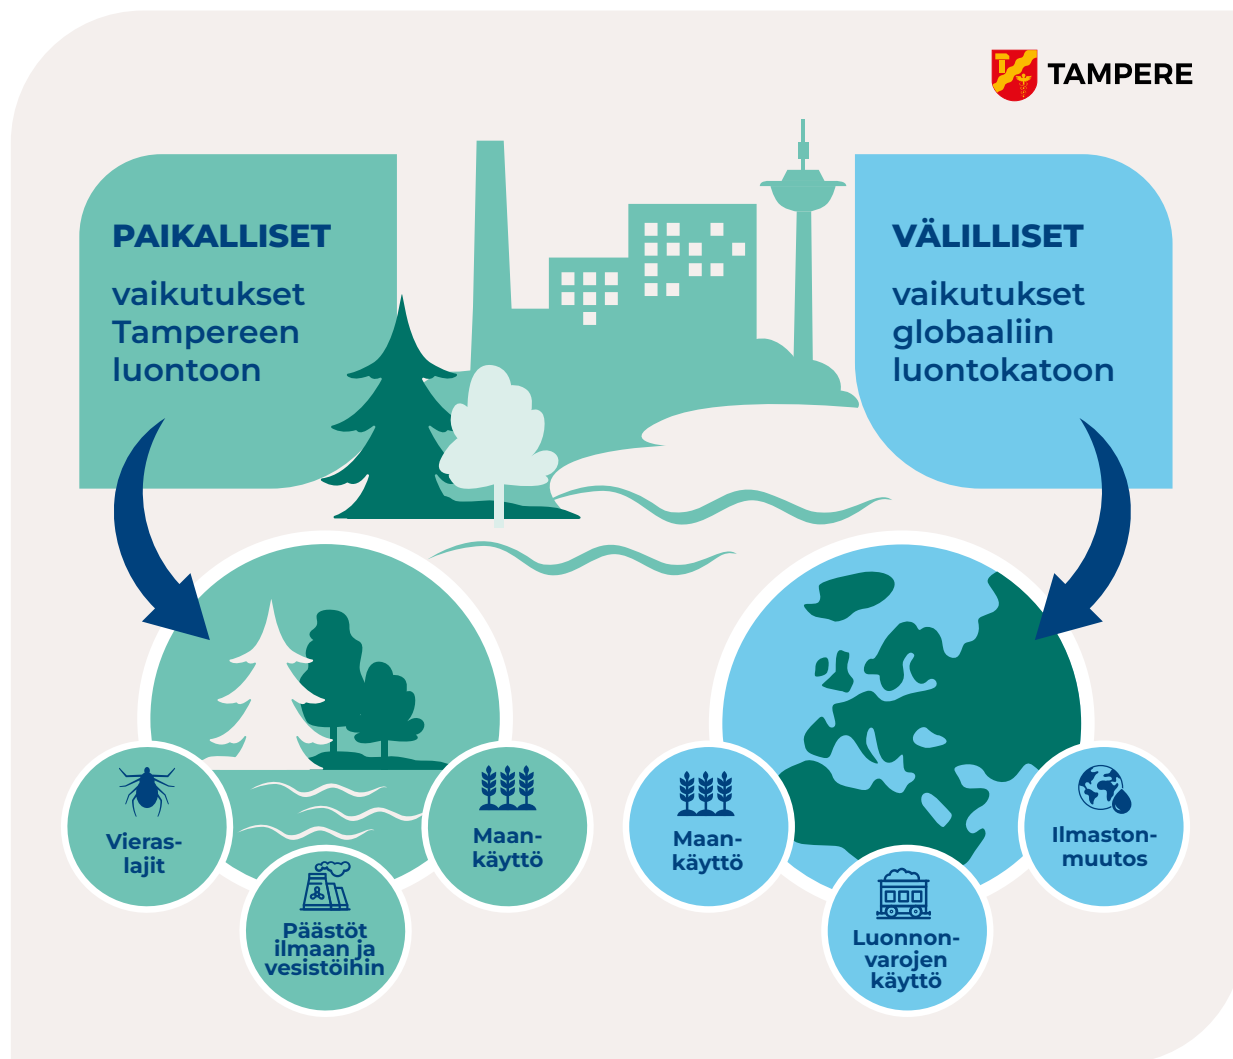 TAMPERE
PAIKALLISET
vaikutukset
Tampereen
luontoon
VÄLILLISET
vaikutukset
globaaliin
luontokatoon
Vieras-
lajit
Päästöt
ilmaan ja
vesistöihin
Maan-
käyttö
Maan-
käyttö
Luonnon-
varojen
käyttö
Ilmaston-
muutos